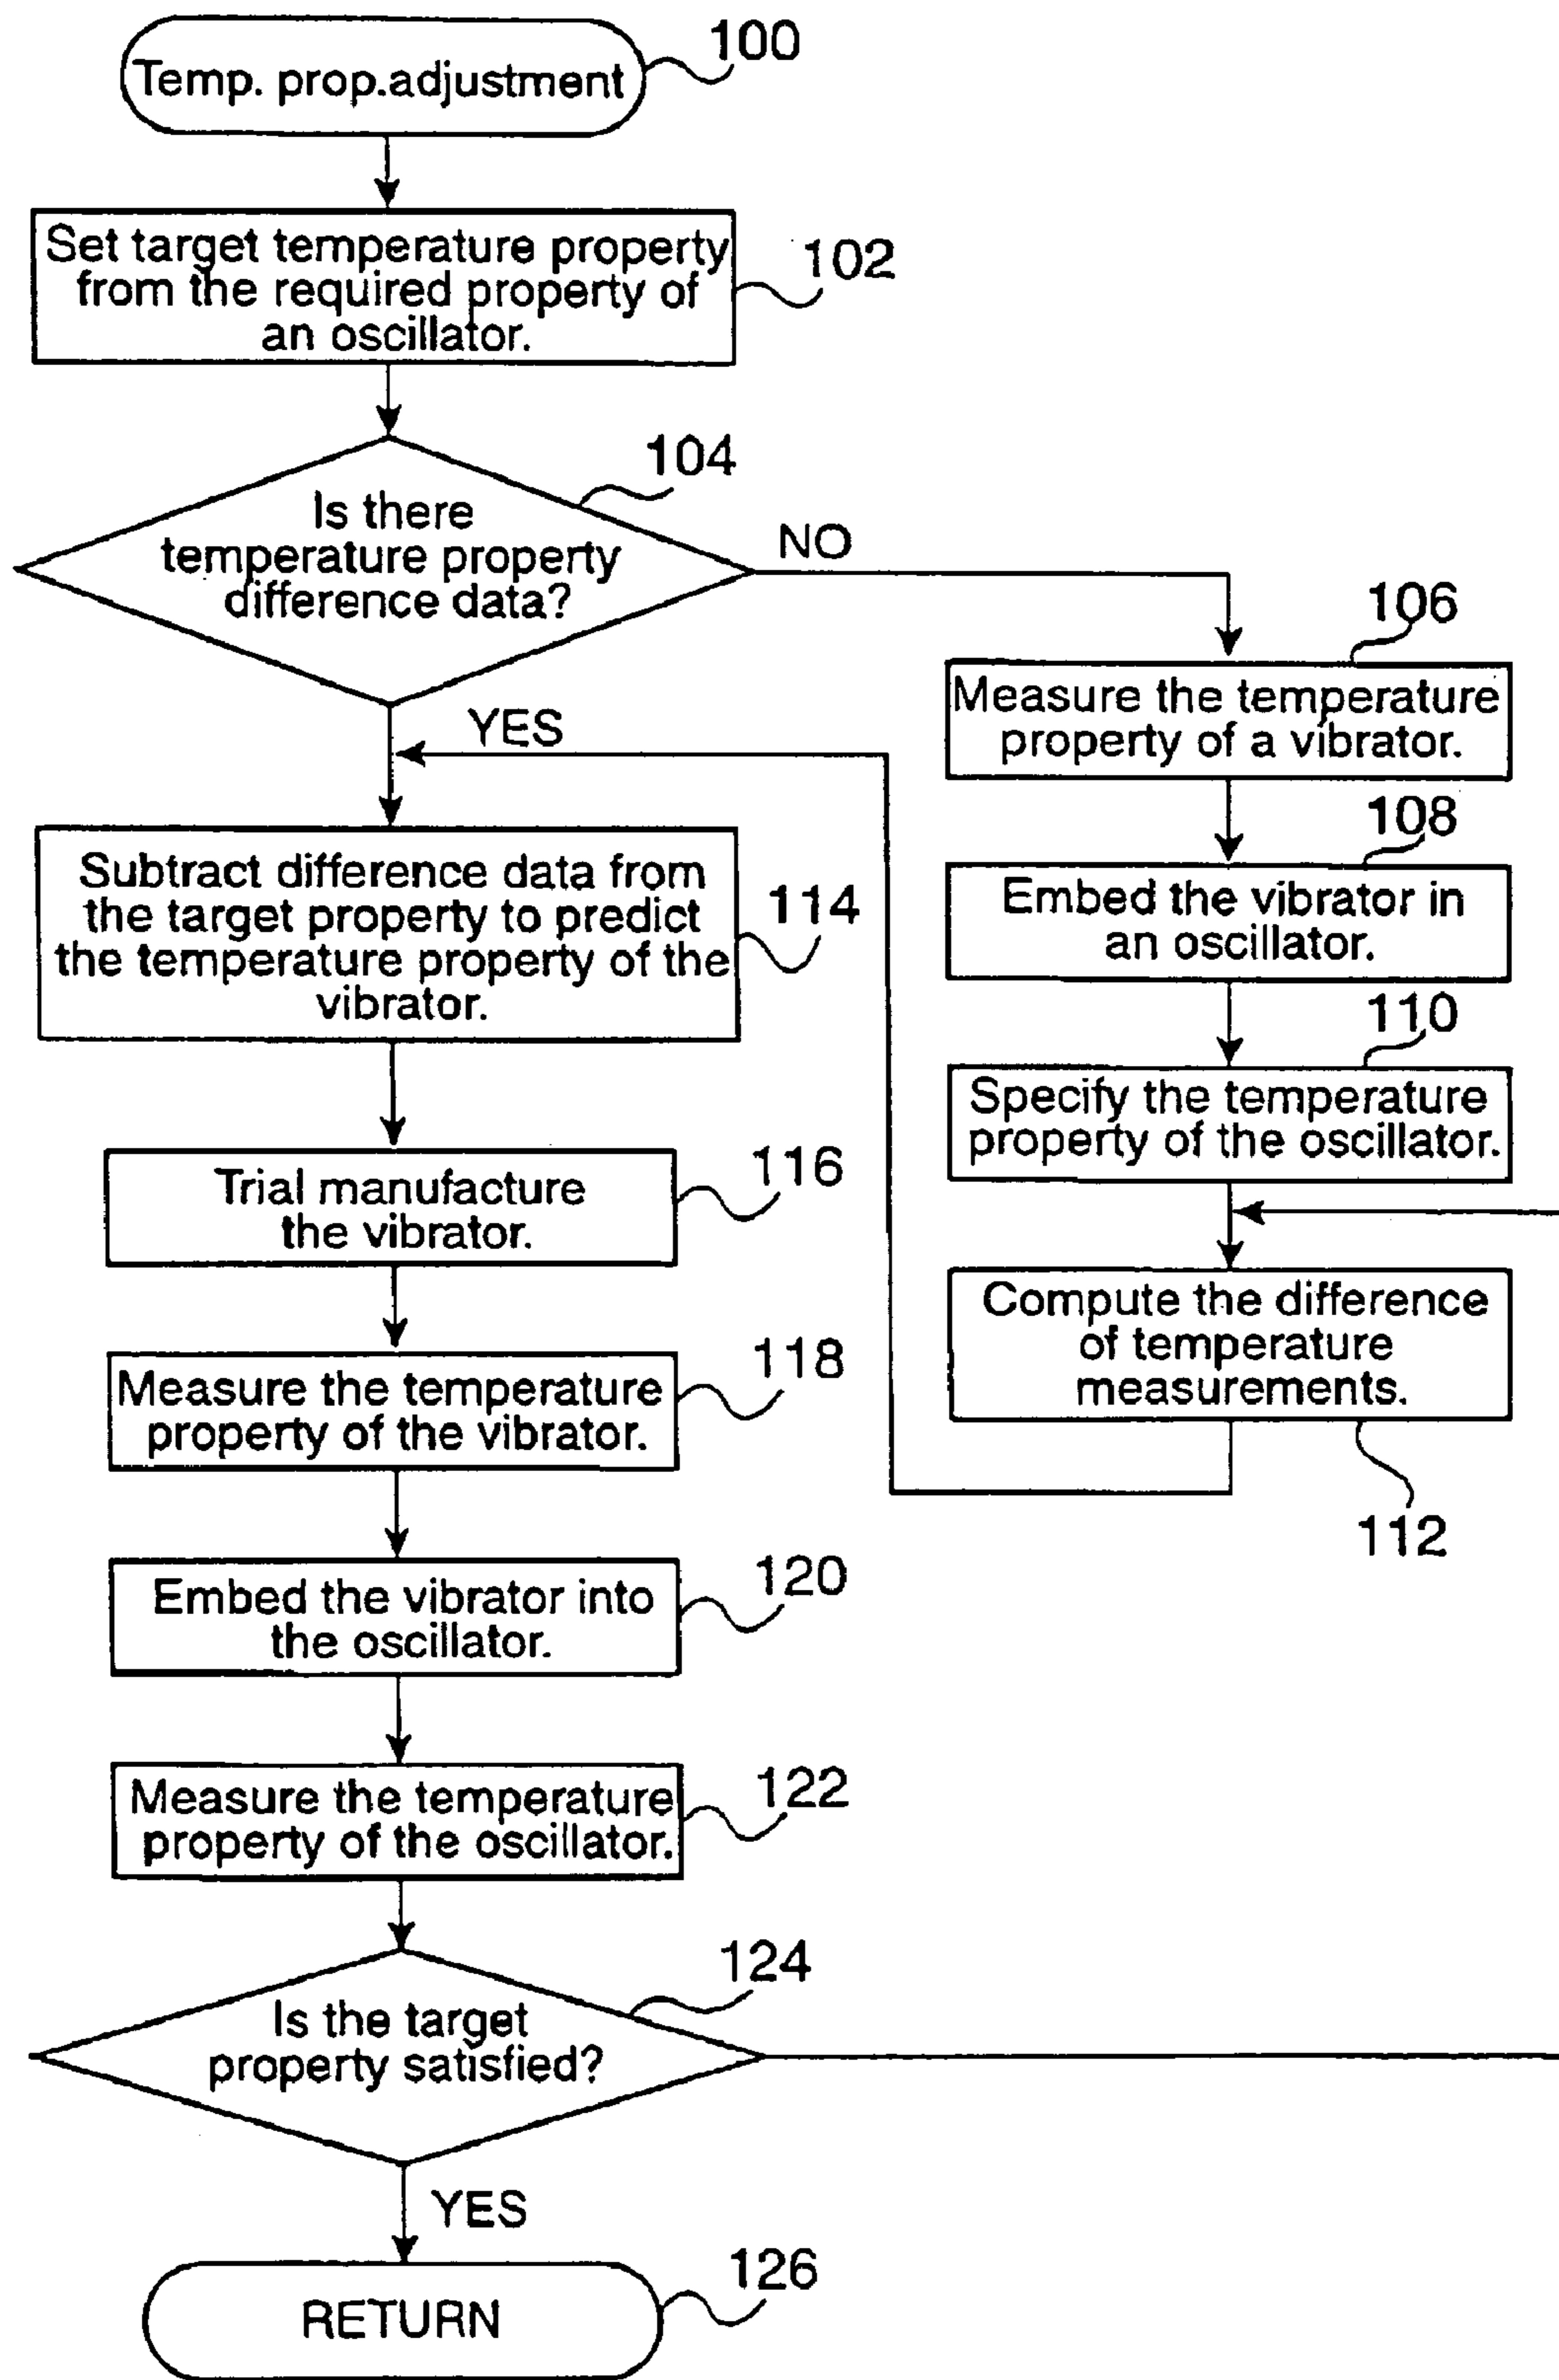 100
Temp. prop.adjustment
Set target temperature property
from the required property of
an oscillator.
102
104
Is there
temperature property
difference data?
NO
YES
106
Measure the temperature
property of a vibrator.
108
Embed the vibrator in
an oscillator.
110
Specify the temperature
property of the oscillator.
Compute the difference
of temperature
measurements.
112
Subtract difference data from
the target property to predict
the temperature property of the
vibrator.
114
Trial manufacture
the vibrator.
116
Measure the temperature
property of the vibrator.
118
Embed the vibrator into
the oscillator.
120
Measure the temperature
property of the oscillator.
122
124
Is the target
property satisfied?
YES
RETURN
126